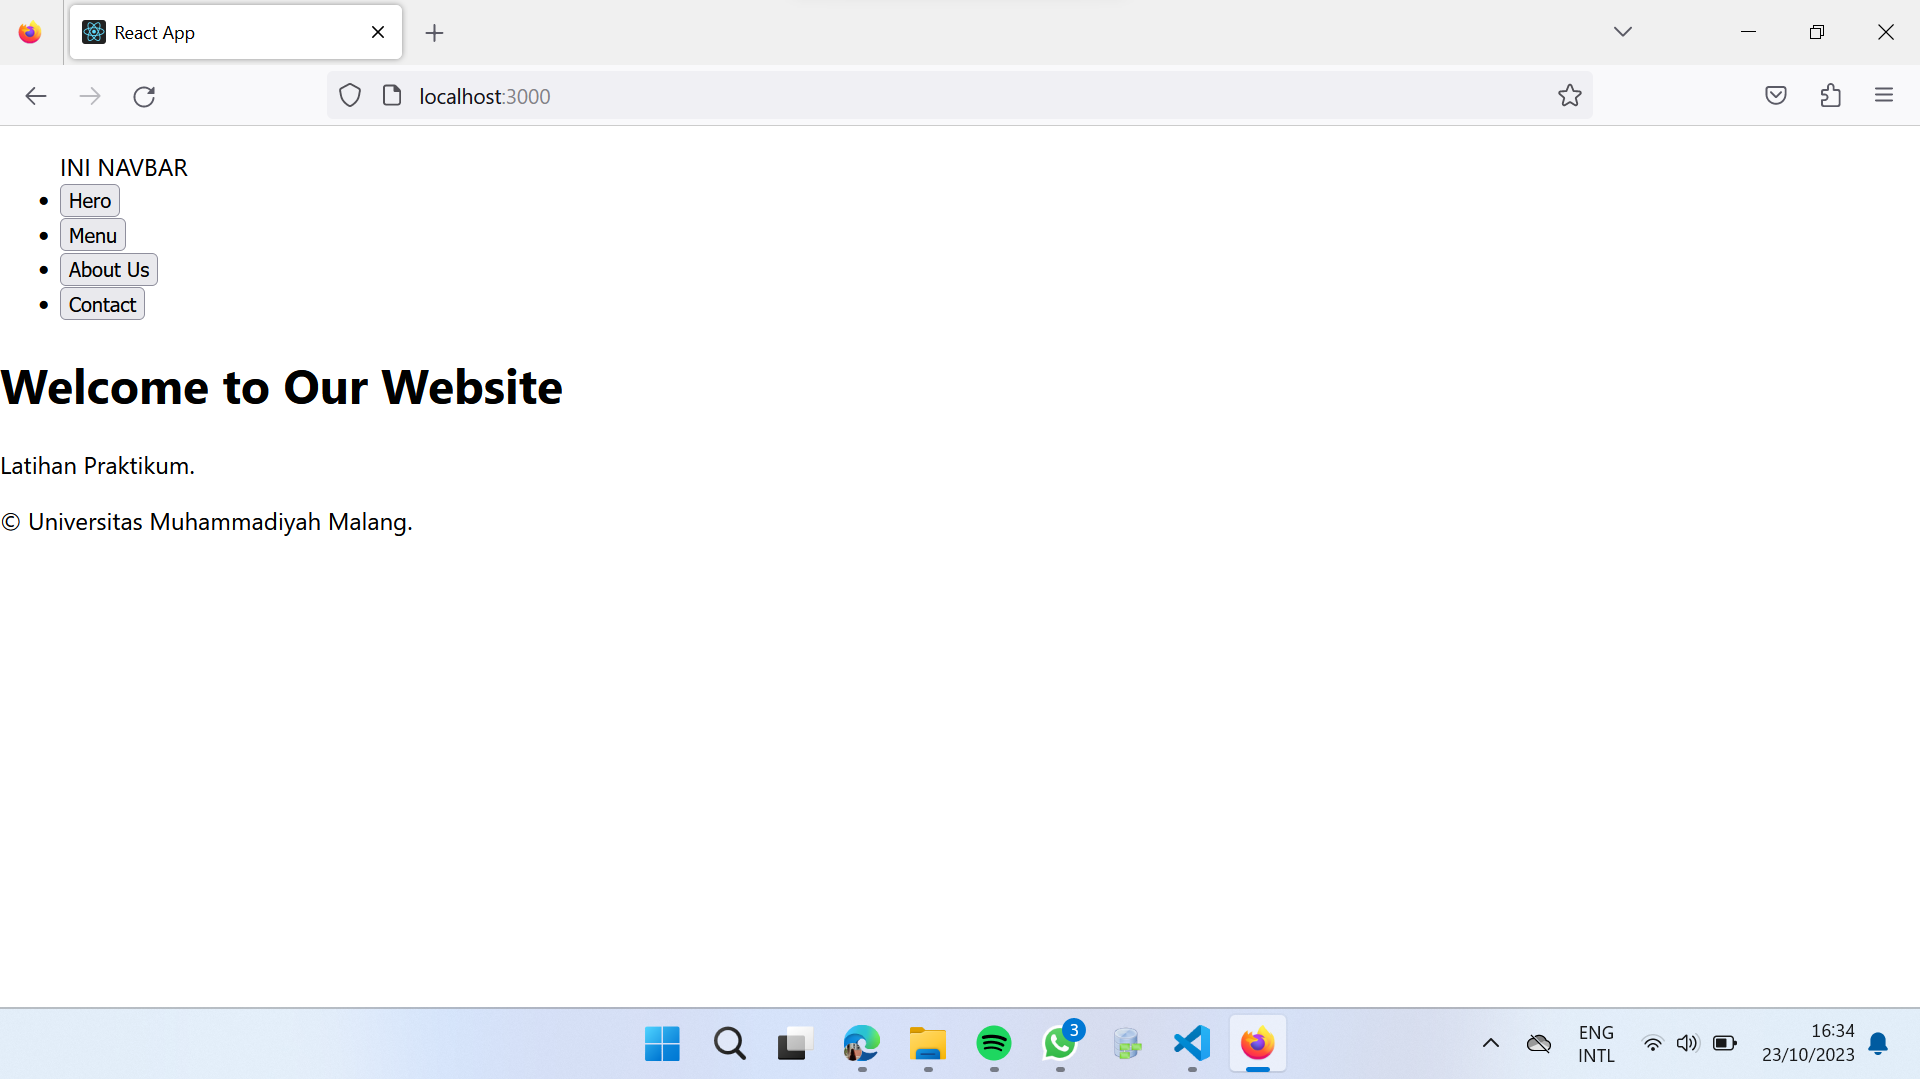 React App
localhost:3000
INI NAVBAR
Hero
Menu
About Us
Contact
Welcome to Our Website
Latihan Praktikum.
© Universitas Muhammadiyah Malang.
3
ENG
INTL
16:34
23/10/2023